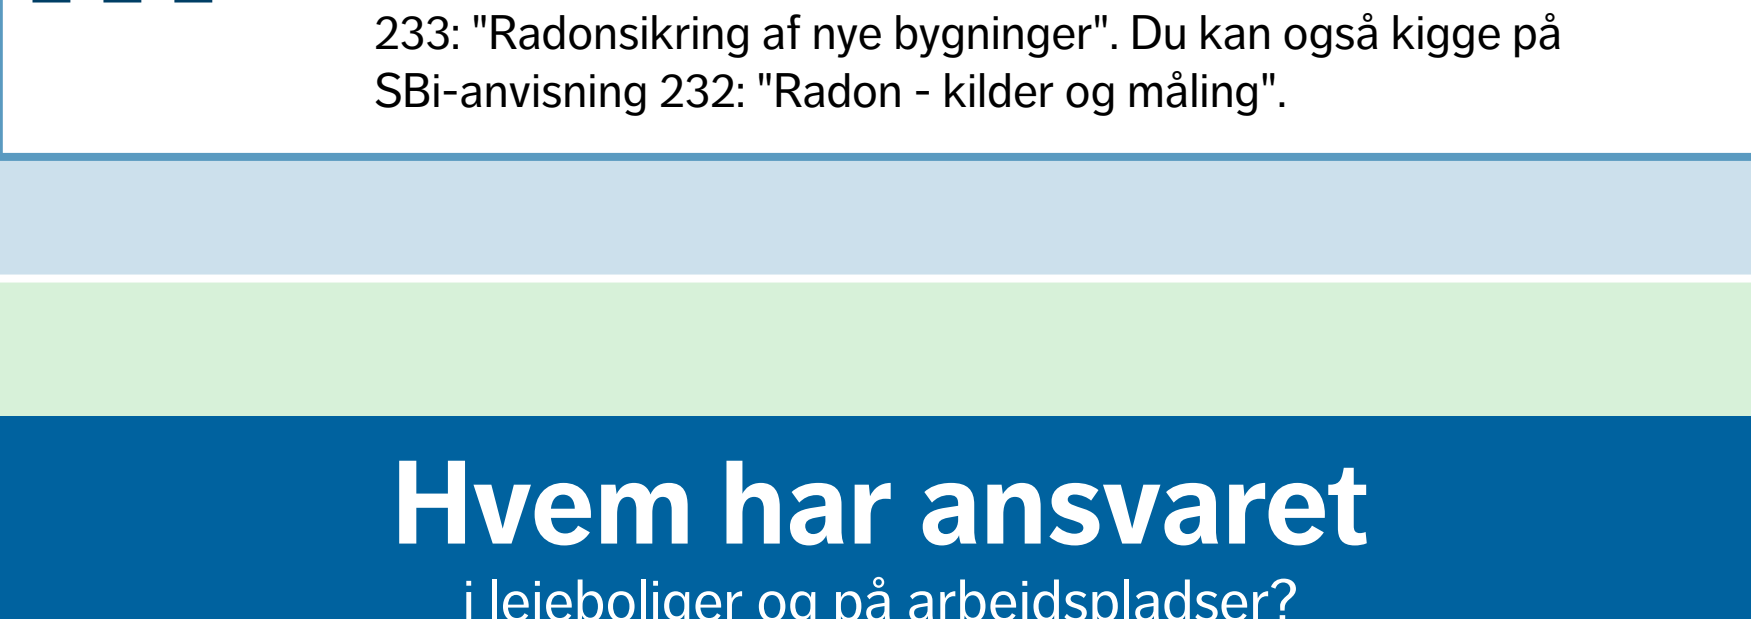 233: "Radonsikring af nye bygninger". Du kan også kigge på
SBi-anvisning 232: "Radon - kilder og måling".
Hvem har ansvaret
i lejeboliger og på arbejdspladser?